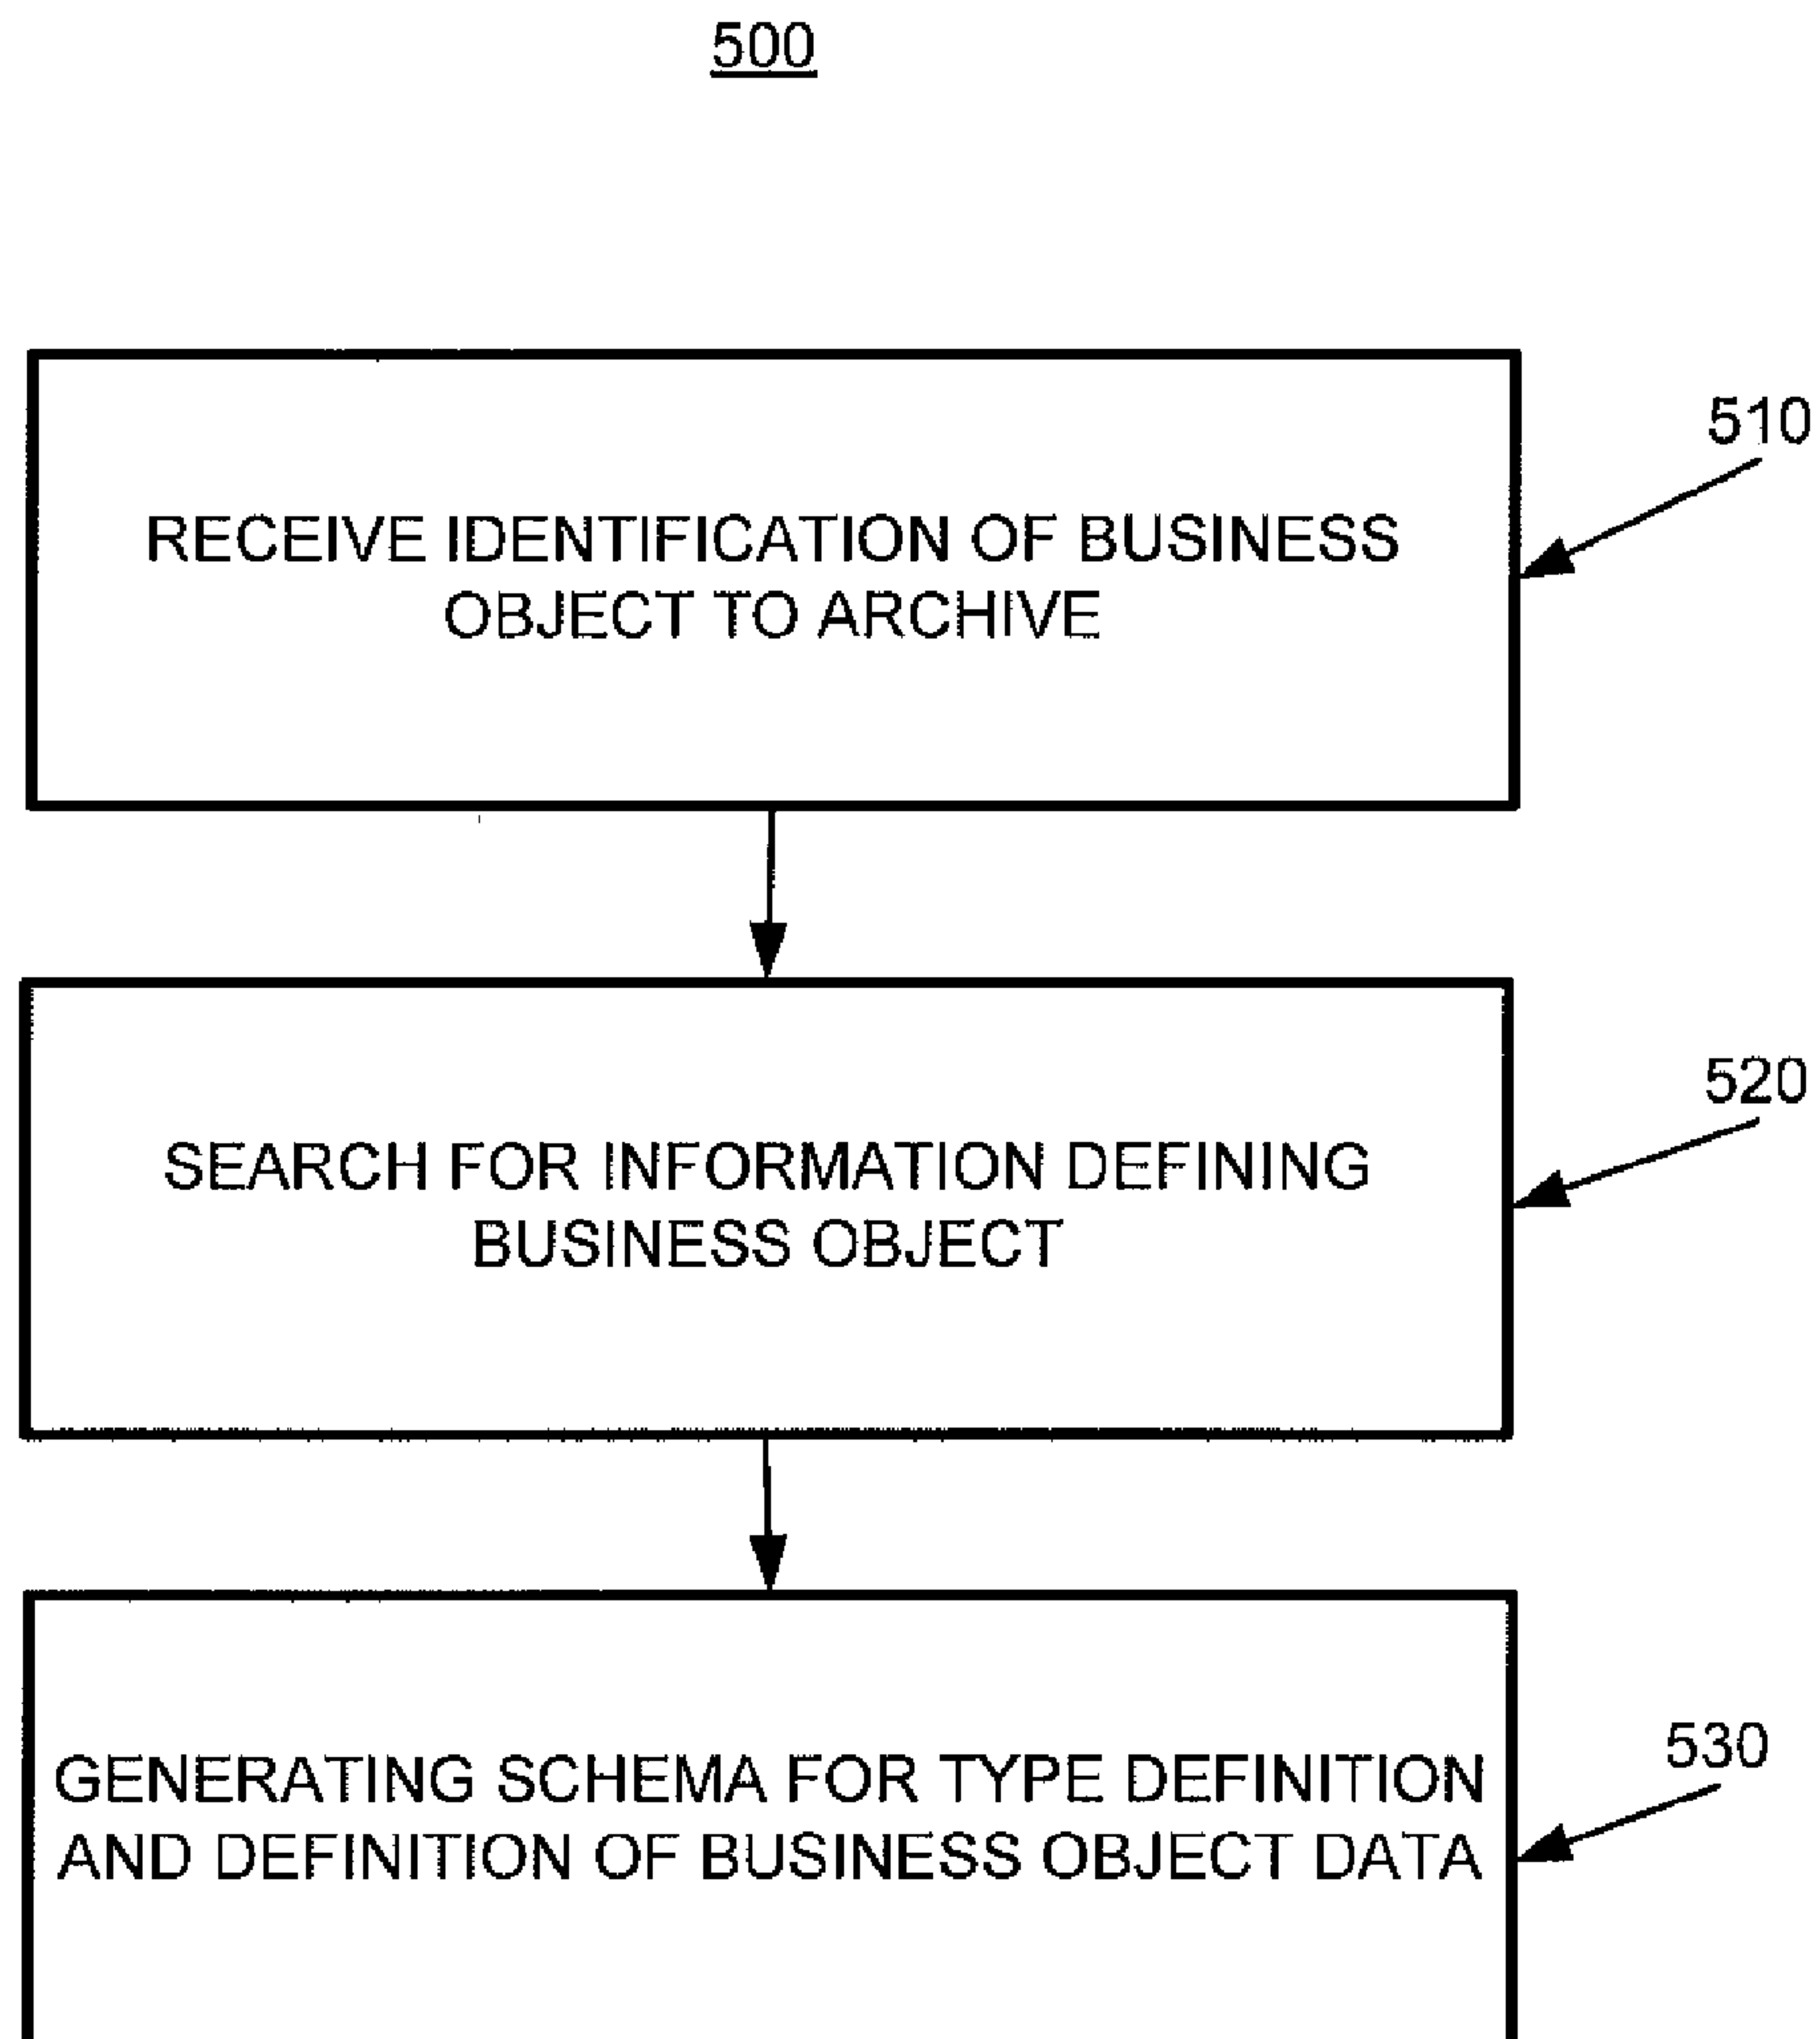 500
510
RECEIVE IDENTIFICATION OF BUSINESS
OBJECT TO ARCHIVE
520
SEARCH FOR INFORMATION DEFINING
BUSINESS OBJECT
530
GENERATING SCHEMA FOR TYPE DEFINITION
AND DEFINITION OF BUSINESS OBJECT DATA